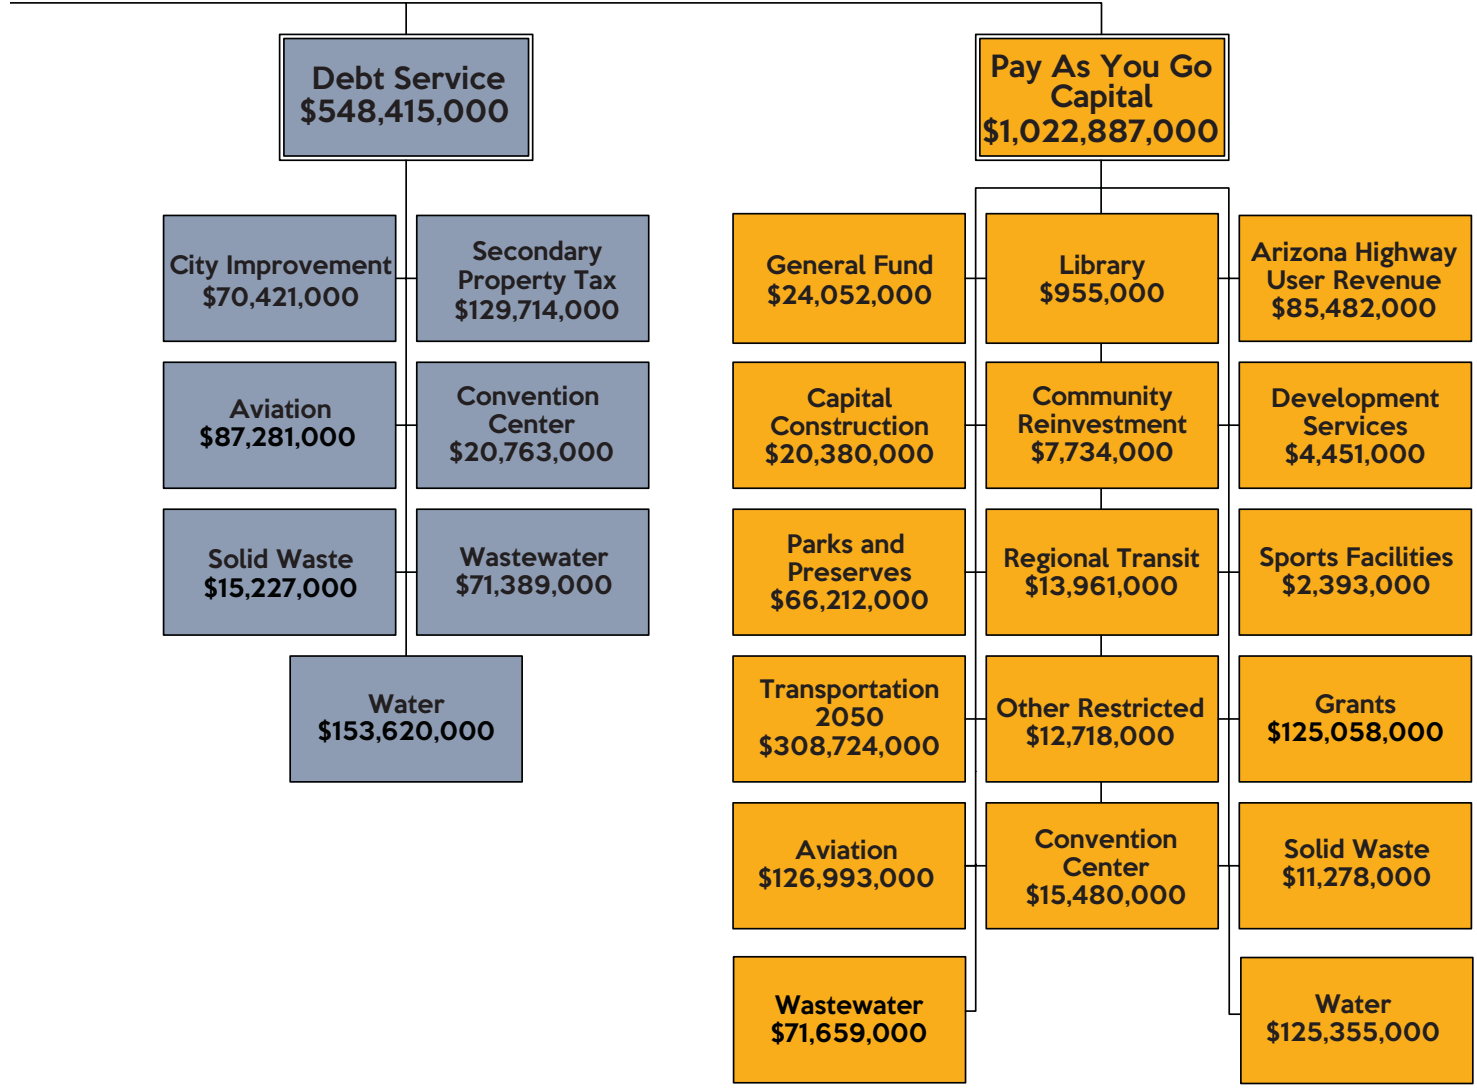 Debt Service
$548,415,000
Pay As You Go
Capital
$1,022,887,000
City Improvement
$70,421,000
Secondary
Property Tax
$129,714,000
Aviation
$87,281,000
Convention
Center
$20,763,000
Solid Waste
$15,227,000
Wastewater
$71,389,000
Water
$153,620,000
General Fund
$24,052,000
Library
$955,000
Arizona Highway
User Revenue
$85,482,000
Capital
Construction
$20,380,000
Community
Reinvestment
$7,734,000
Development
Services
$4,451,000
Parks and
Preserves
$66,212,000
Regional Transit
$13,961,000
Sports Facilities
$2,393,000
Transportation
2050
$308,724,000
Other Restricted
$12,718,000
Grants
$125,058,000
Aviation
$126,993,000
Convention
Center
$15,480,000
Solid Waste
$11,278,000
Wastewater
$71,659,000
Water
$125,355,000